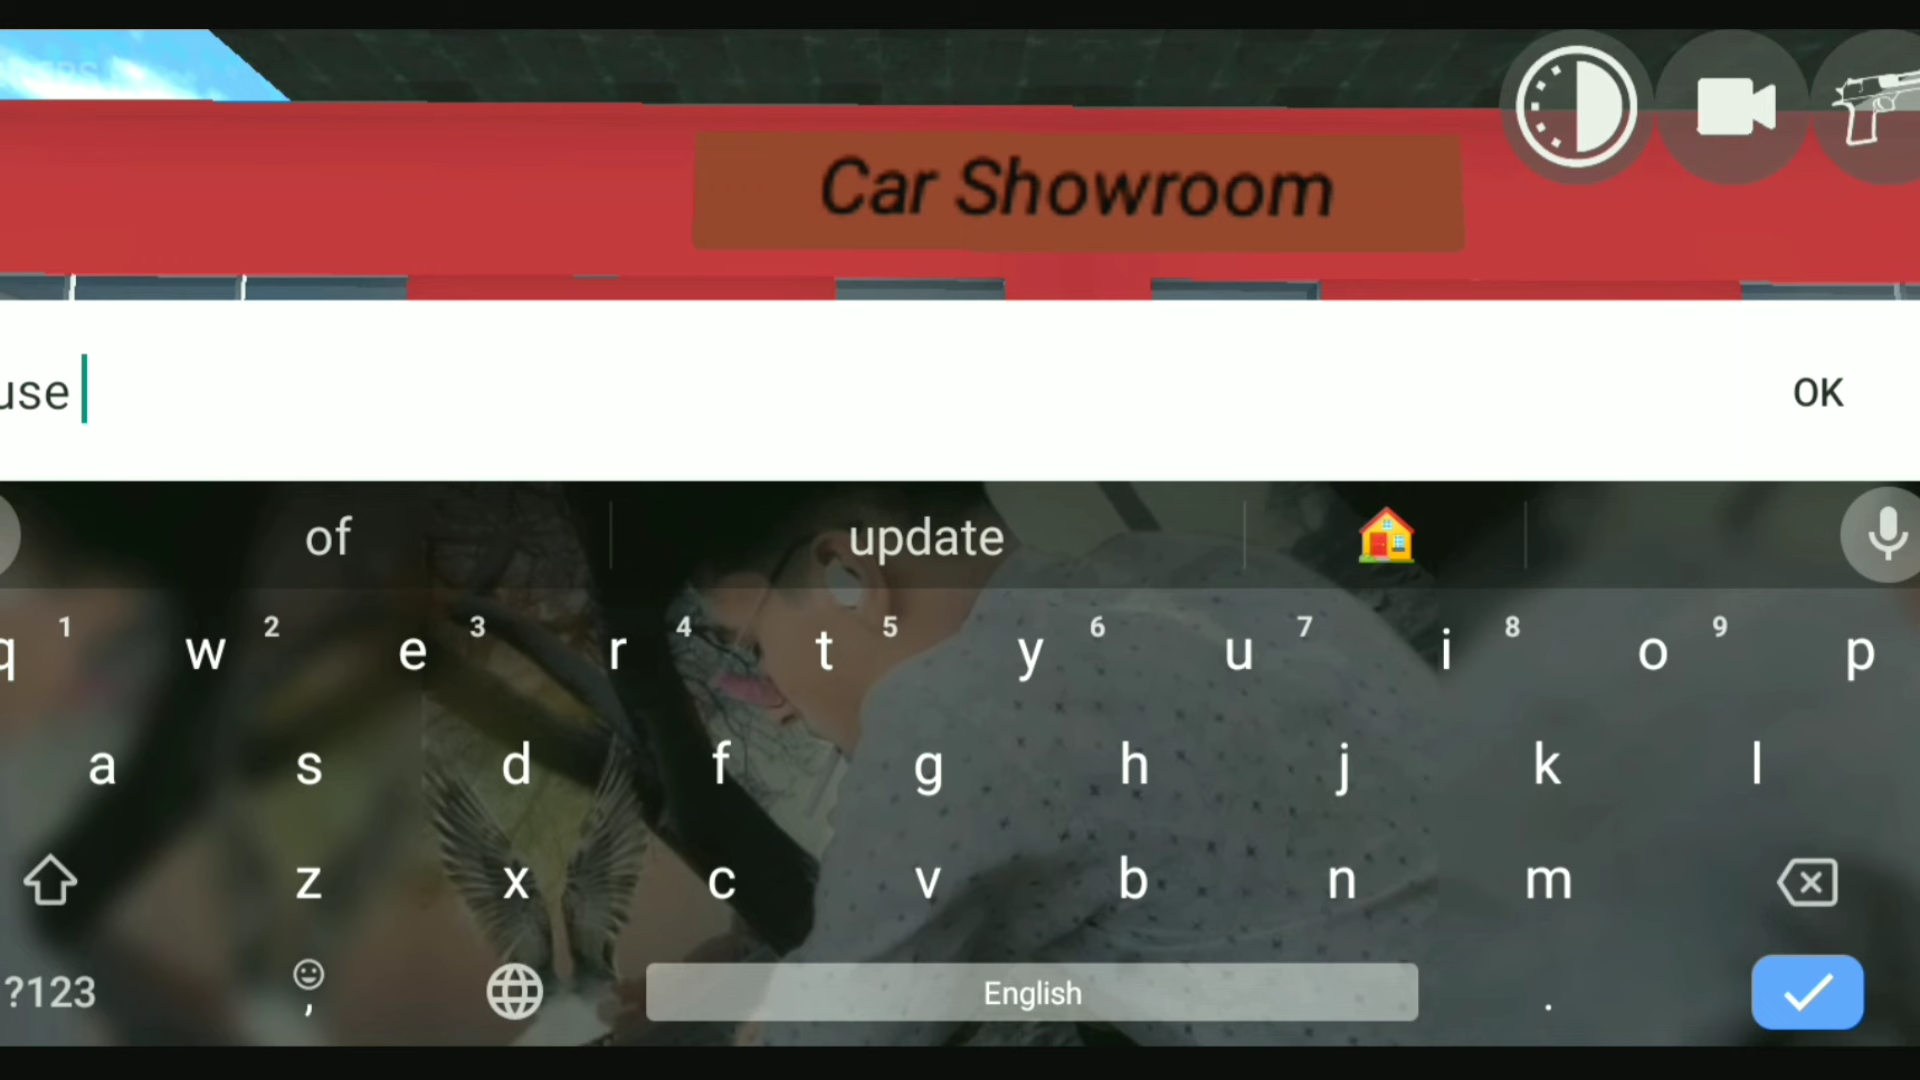 Car Showroom
use
OK
of update
q 1 w 2 e 3 r 4 t 5 y 6 u 7 i 8 o 9 p
a s d f g h j k l
z x c v b n m
?123 , English .